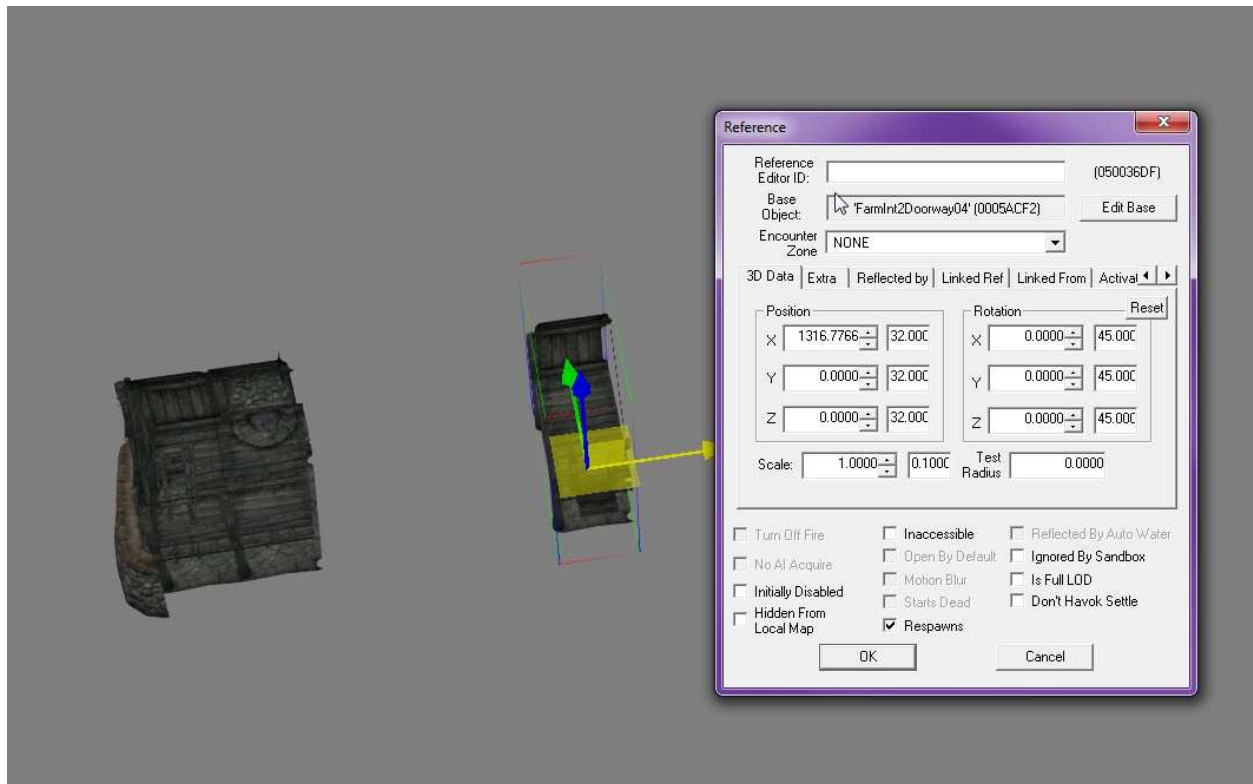 Reference
Reference Editor ID:
(050036DF)
Base Object:
'FarmInt2Doorway04' (0005ACF2)
Edit Base
Encounter Zone
NONE
3D Data
Extra
Reflected by
Linked Ref
Linked From
Activat
Position
X 1316.7766 32.000
Y 0.0000 32.000
Z 0.0000 32.000
Rotation
Reset
X 0.0000 45.000
Y 0.0000 45.000
Z 0.0000 45.000
Scale: 1.0000 0.1000
Test Radius 0.0000
Turn Off Fire
No AI Acquire
Initially Disabled
Hidden From Local Map
Inaccessible
Open By Default
Motion Blur
Starts Dead
Respawns
Reflected By Auto Water
Ignored By Sandbox
Is Full LOD
Don't Havok Settle
OK
Cancel